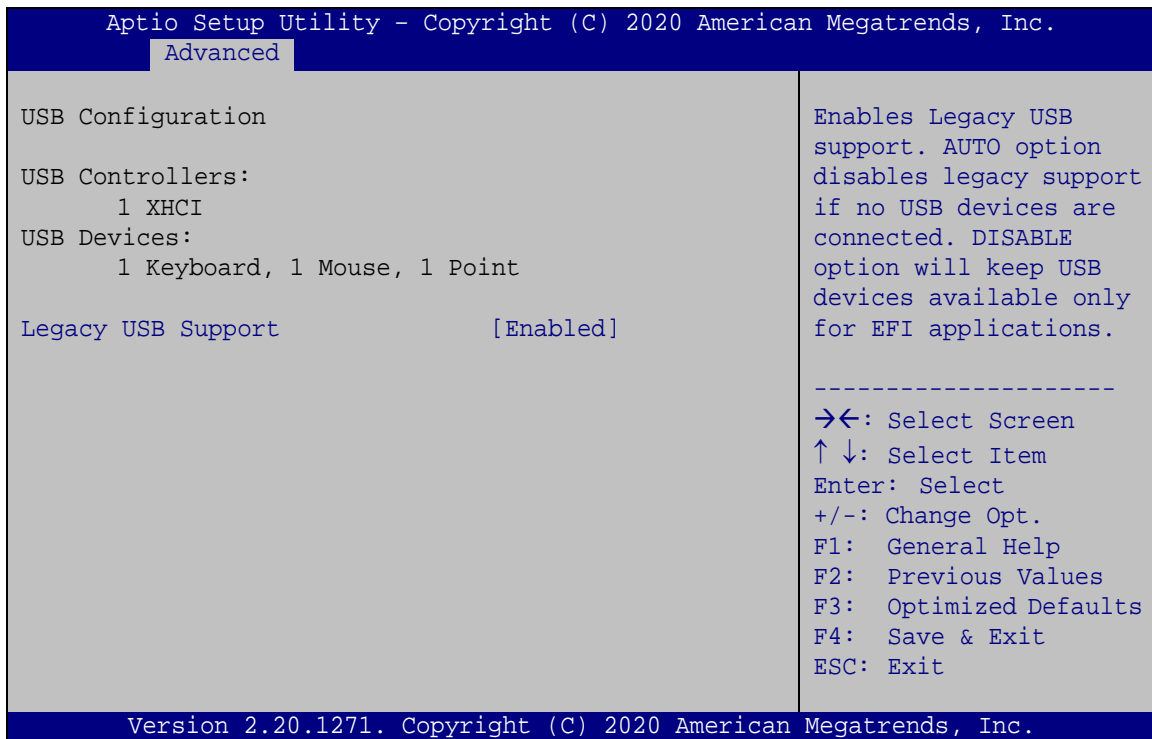 Aptio Setup Utility – Copyright (C) 2020 American Megatrends, Inc.
Advanced
USB Configuration
USB Controllers:
1 XHCI
USB Devices:
1 Keyboard, 1 Mouse, 1 Point
Legacy USB Support [Enabled]
Enables Legacy USB
support. AUTO option
disables legacy support
if no USB devices are
connected. DISABLE
option will keep USB
devices available only
for EFI applications.
---------------------
→←: Select Screen
↑ ↓: Select Item
Enter: Select
+/-: Change Opt.
F1: General Help
F2: Previous Values
F3: Optimized Defaults
F4: Save & Exit
ESC: Exit
Version 2.20.1271. Copyright (C) 2020 American Megatrends, Inc.